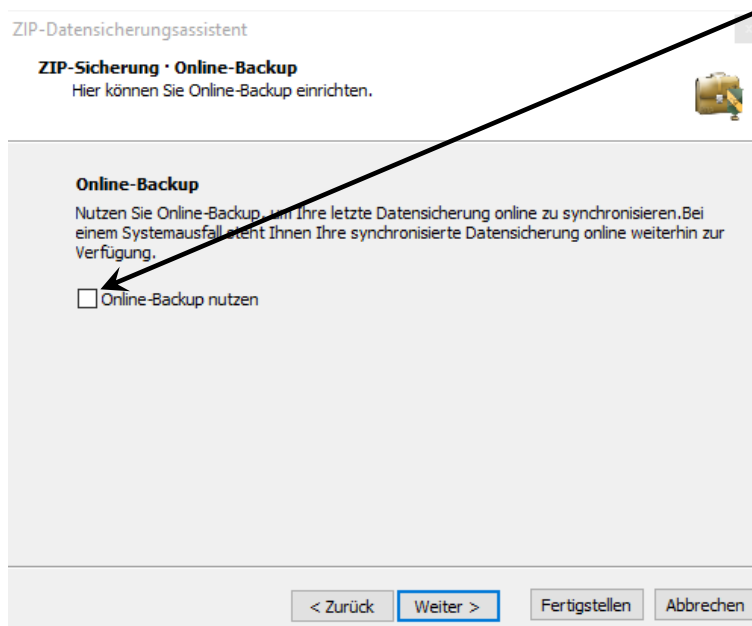 ZIP-Datensicherungsassistent
ZIP-Sicherung · Online-Backup
Hier können Sie Online-Backup einrichten.
Online-Backup
Nutzen Sie Online-Backup, um Ihre letzte Datensicherung online zu synchronisieren.Bei
einem Systemausfall steht Ihnen Ihre synchronisierte Datensicherung online weiterhin zur
Verfügung.
Online-Backup nutzen
< Zurück Weiter > Fertigstellen Abbrechen